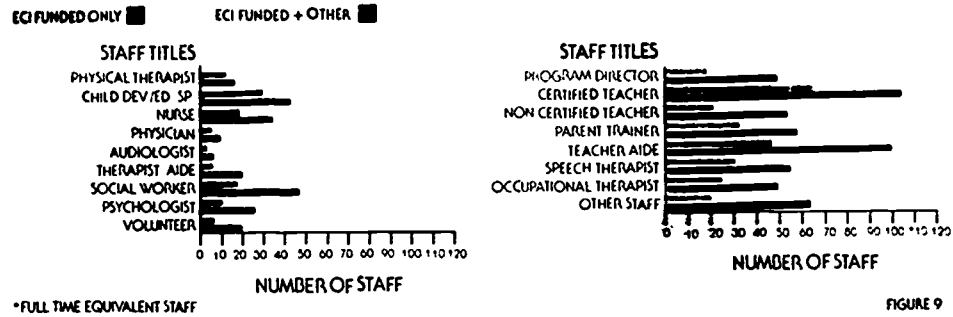 ECI FUNDED ONLY
ECI FUNDED + OTHER
STAFF TITLES
PHYSICAL THERAPIST
CHILD DEV/ED SP
NURSE
PHYSICIAN
AUDIOLOGIST
THERAPIST AIDE
SOCIAL WORKER
PSYCHOLOGIST
VOLUNTEER
0 10 20 30 40 50 60 70 80 90 100 110 120
NUMBER OF STAFF
STAFF TITLES
PROGRAM DIRECTOR
CERTIFIED TEACHER
NON CERTIFIED TEACHER
PARENT TRAINER
TEACHER AIDE
SPEECH THERAPIST
OCCUPATIONAL THERAPIST
OTHER STAFF
0 10 20 30 40 50 60 70 80 90 100 110 120
NUMBER OF STAFF
*FULL TIME EQUIVALENT STAFF
FIGURE 9